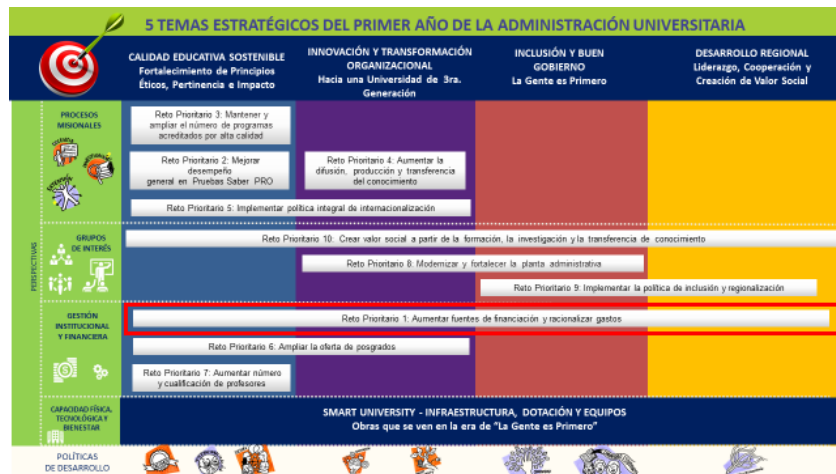 5 TEMAS ESTRATÉGICOS DEL PRIMER AÑO DE LA ADMINISTRACIÓN UNIVERSITARIA
CALIDAD EDUCATIVA SOSTENIBLE
Fortalecimiento de Principios
Éticos, Pertinencia e Impacto
INNOVACIÓN Y TRANSFORMACIÓN
ORGANIZACIONAL
Hacia una Universidad de 3ra.
Generación
INCLUSIÓN Y BUEN
GOBIERNO
La Gente es Primero
DESARROLLO REGIONAL
Liderazgo, Cooperación y
Creación de Valor Social
PERSPECTIVAS
PROCESOS
MISIONALES
Reto Prioritario 3: Mantener y
ampliar el número de programas
acreditados por alta calidad
Reto Prioritario 2: Mejorar
desempeño
general en Pruebas Saber PRO
Reto Prioritario 4: Aumentar la
difusión, producción y transferencia
del conocimiento
Reto Prioritario 5: Implementar política integral de internacionalización
GRUPOS
DE INTERÉS
Reto Prioritario 10: Crear valor social a partir de la formación, la investigación y la transferencia de conocimiento
Reto Prioritario 8: Modernizar y fortalecer la planta administrativa
Reto Prioritario 9: Implementar la política de inclusión y regionalización
GESTIÓN
INSTITUCIONAL
Y FINANCIERA
Reto Prioritario 1: Aumentar fuentes de financiación y racionalizar gastos
Reto Prioritario 6: Ampliar la oferta de posgrados
Reto Prioritario 7: Aumentar número
y cualificación de profesores
CAPACIDAD FÍSICA,
TECNOLÓGICA Y
BIENESTAR
SMART UNIVERSITY - INFRAESTRUCTURA, DOTACIÓN Y EQUIPOS
Obras que se ven en la era de "La Gente es Primero"
POLÍTICAS
DE DESARROLLO